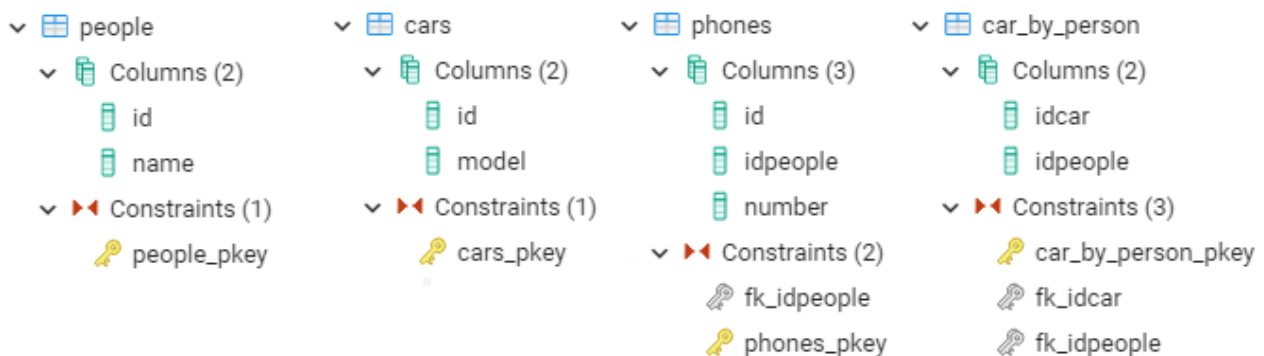 people
Columns (2)
id
name
Constraints (1)
people_pkey
cars
Columns (2)
id
model
Constraints (1)
cars_pkey
phones
Columns (3)
id
idpeople
number
Constraints (2)
fk_idpeople
phones_pkey
car_by_person
Columns (2)
idcar
idpeople
Constraints (3)
car_by_person_pkey
fk_idcar
fk_idpeople